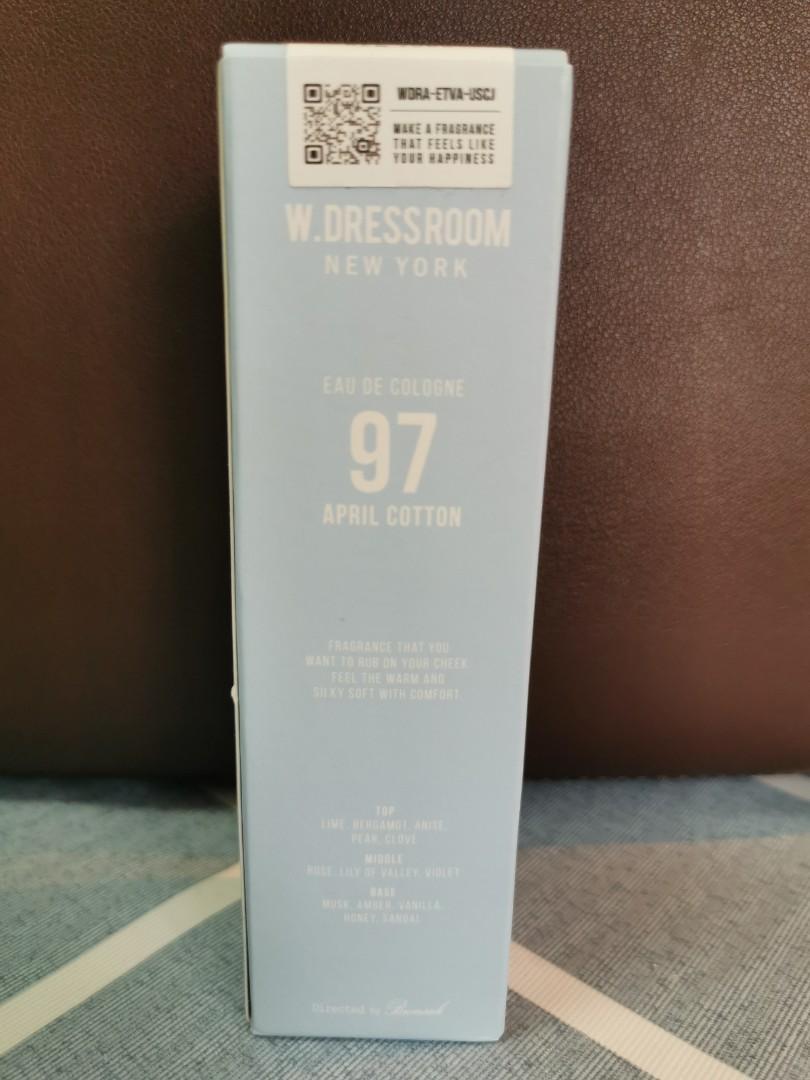 WDRA-ETVA-USCJ
MAKE A FRAGRANCE
THAT FEELS LIKE
YOUR HAPPINESS
W.DRESSROOM
NEW YORK
EAU DE COLOGNE
97
APRIL COTTON
FRAGRANCE THAT YOU
WANT TO RUB ON YOUR CHEEK
FEEL THE WARM AND
SILKY SOFT WITH COMFORT.
TOP
LIME, BERGAMOT, ANISE,
PEAR, CLOVE
MIDDLE
ROSE, LILY OF VALLEY, VIOLET
BASE
MUSK, AMBER, VANILLA,
HONEY, SANDAL
Directed by